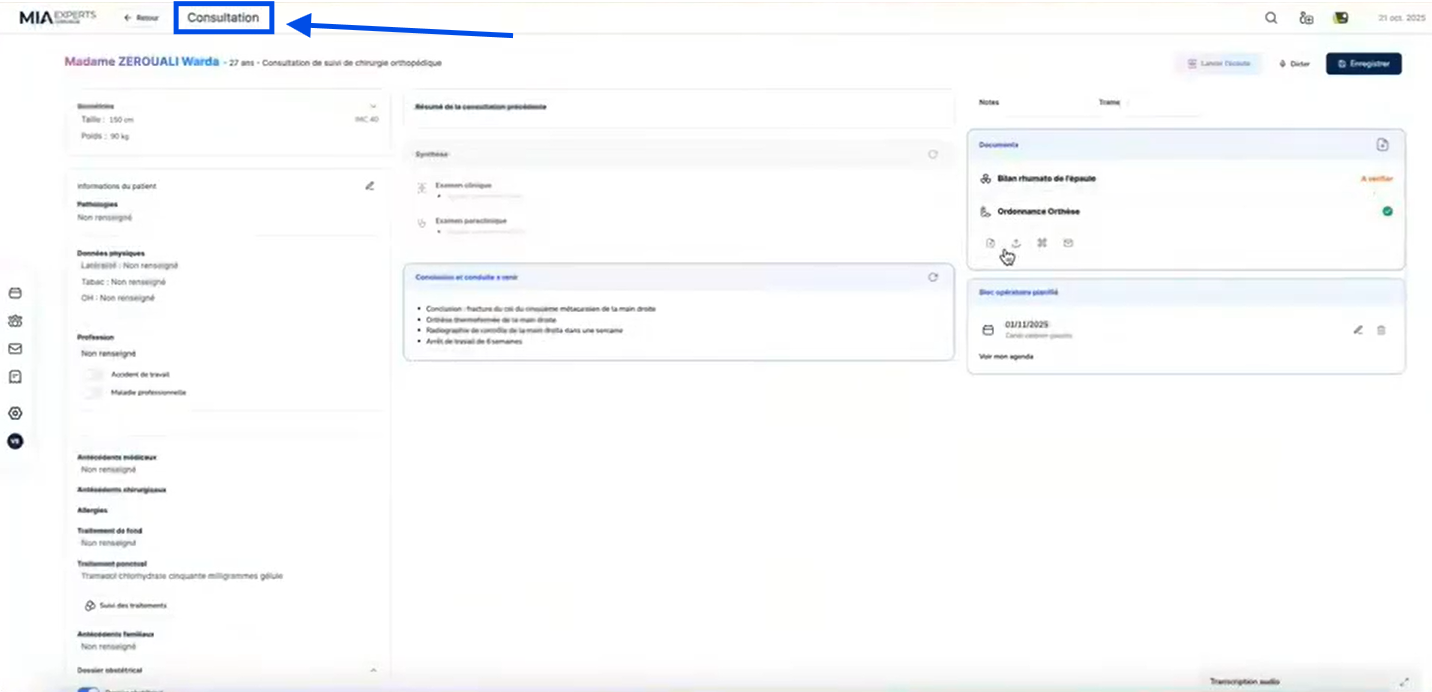 MIA EXPERTS
Retour
Consultation
21 oct. 2025
Madame ZEROUALI Warda - 27 ans - Consultation de suivi de chirurgie orthopédique
Lancer l'écoute
Dicter
Enregistrer
Biométries
Taille : 150 cm
IMC 40
Poids : 90 kg
Informations du patient
Pathologies
Non renseigné
Données physiques
Latéralité : Non renseigné
Tabac : Non renseigné
OH : Non renseigné
Profession
Non renseigné
Accident de travail
Maladie professionnelle
Antécédents médicaux
Non renseigné
Antécédents chirurgicaux
Allergies
Traitement de fond
Non renseigné
Traitement ponctuel
Tramadol chlorhydrate cinquante milligrammes gélule
Suivi des traitements
Antécédents familiaux
Non renseigné
Dossier obstétrical
Résumé de la consultation précédente
Synthèse
Examen clinique
Examen paraclinique
Conclusion et conduite à tenir
• Conclusion : fracture du col du cinquième métacarpien de la main droite
• Orthèse thermoformée de la main droite
• Radiographie de contrôle de la main droite dans une semaine
• Arrêt de travail de 6 semaines
Notes
Trame
Documents
Bilan rhumato de l'épaule
A vérifier
Ordonnance Orthèse
Bloc opératoire planifié
01/11/2025
Voir mon agenda
VE
Transcription audio